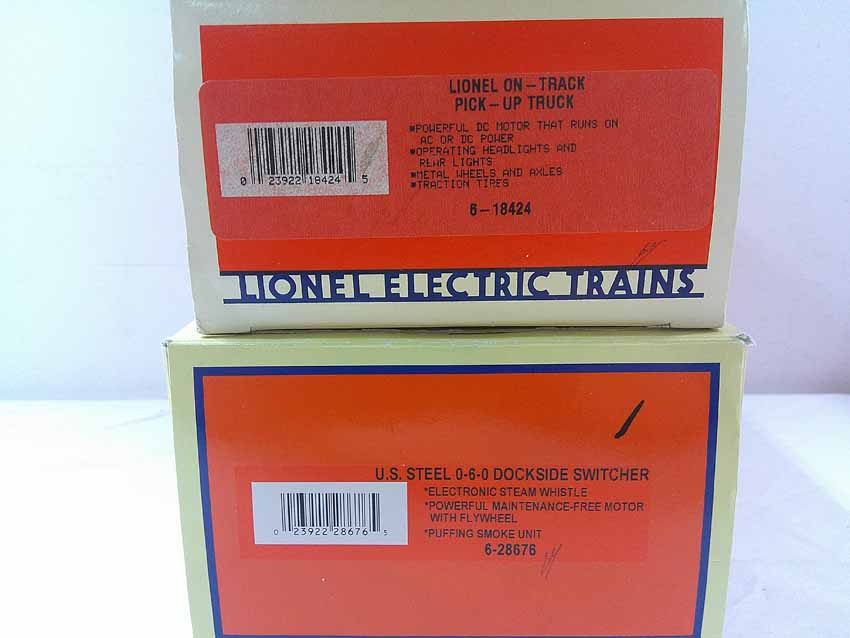 LIONEL ON-TRACK
PICK-UP TRUCK
*POWERFUL DC MOTOR THAT RUNS ON
AC OR DC POWER
*OPERATING HEADLIGHTS AND
REAR LIGHTS
*METAL WHEELS AND AXLES
*TRACTION TIRES
0 23922 18424 5
6-18424
LIONEL ELECTRIC TRAINS
U.S. STEEL 0-6-0 DOCKSIDE SWITCHER
*ELECTRONIC STEAM WHISTLE
*POWERFUL MAINTENANCE-FREE MOTOR
WITH FLYWHEEL
*PUFFING SMOKE UNIT
0 23922 28676 5
6-28676